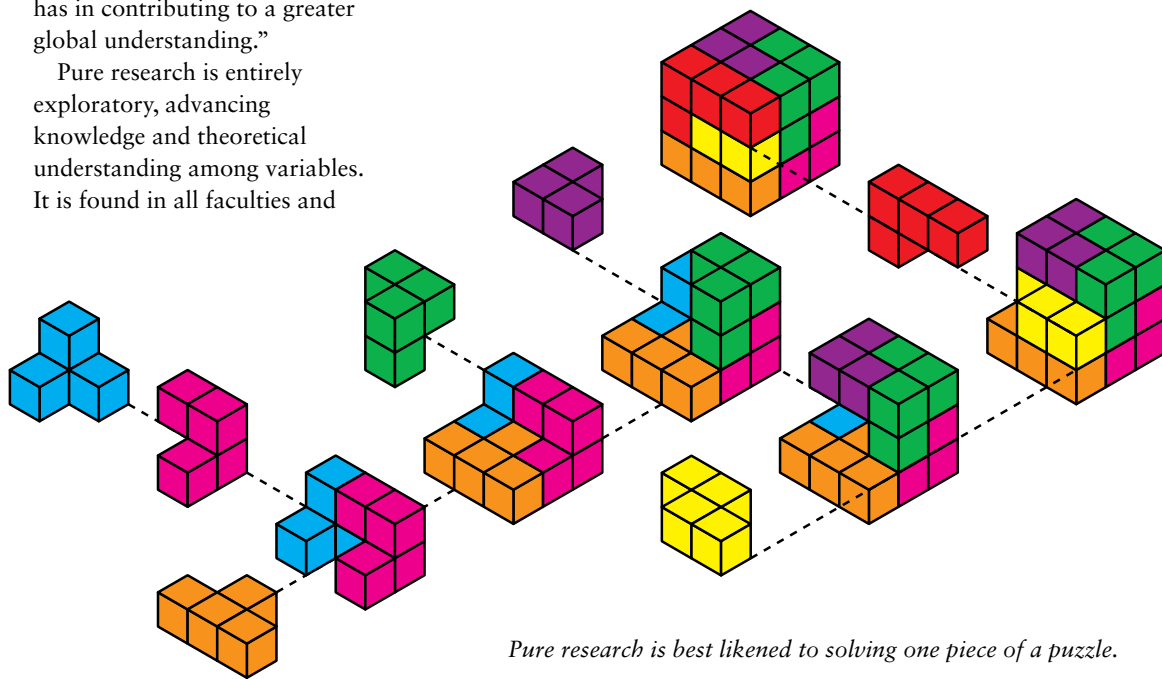 has in contributing to a greater
global understanding.”
Pure research is entirely
exploratory, advancing
knowledge and theoretical
understanding among variables.
It is found in all faculties and
Pure research is best likened to solving one piece of a puzzle.